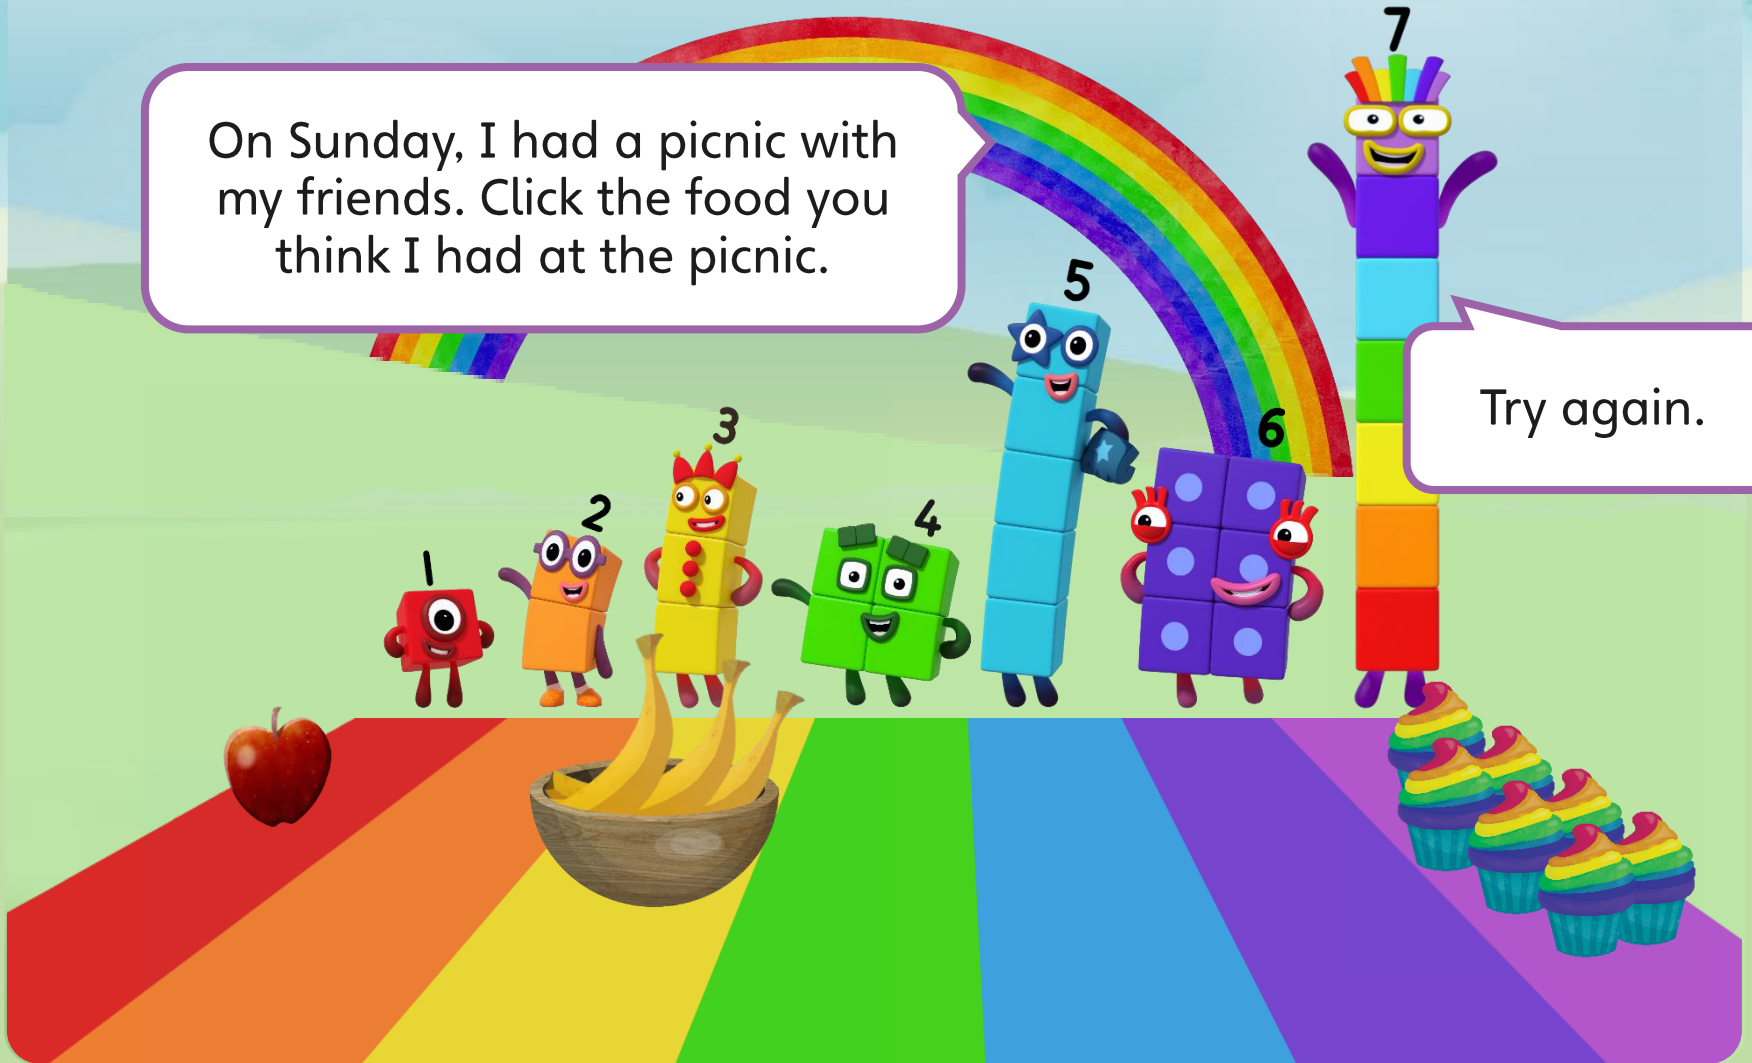 7
On Sunday, I had a picnic with
my friends. Click the food you
think I had at the picnic.
5
Try again.
3
6
2
4
1